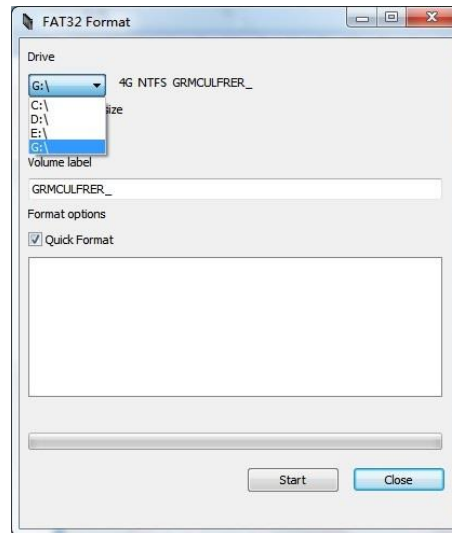 FAT32 Format
Drive
G:\ 4G NTFS GRMCULFRER_
C:\
size
D:\
E:\
G:\
Volume label
GRMCULFRER_
Format options
Quick Format
Start Close